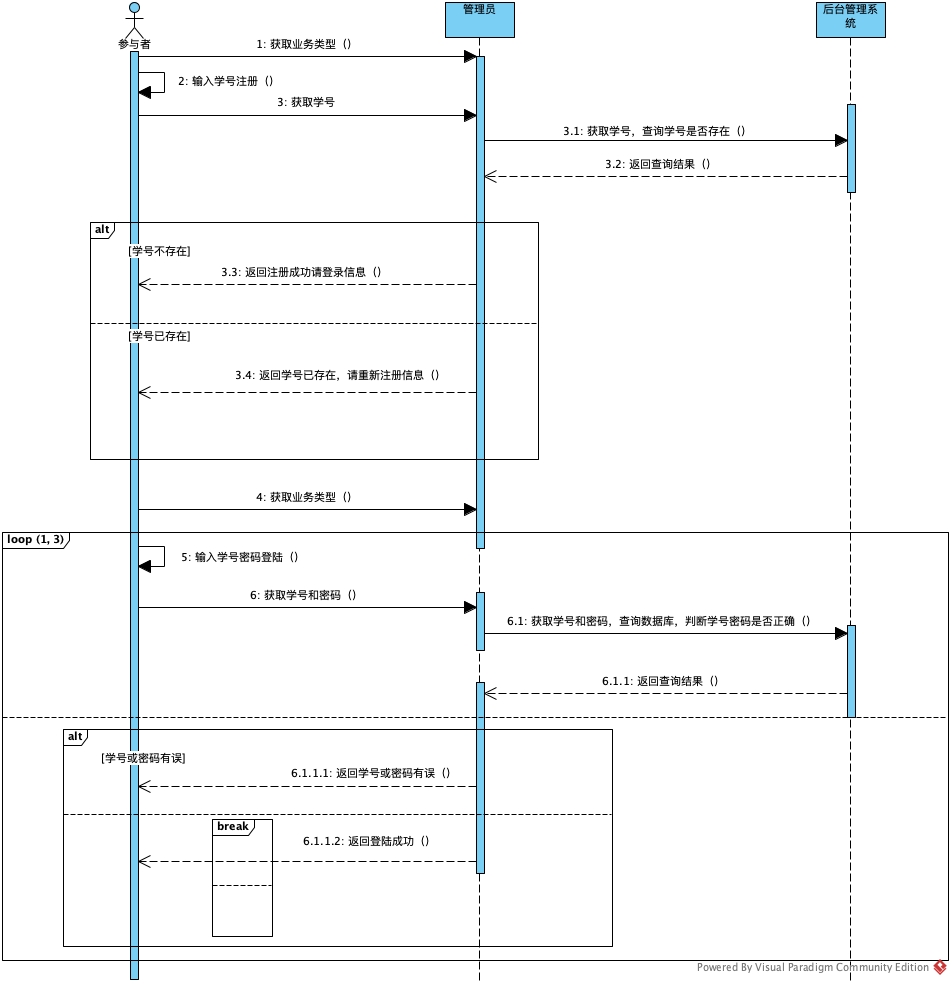 管理员
后台管理系
统
参与者
1: 获取业务类型（）
2: 输入学号注册（）
3: 获取学号
3.1: 获取学号，查询学号是否存在（）
3.2: 返回查询结果（）
alt
[学号不存在]
3.3: 返回注册成功请登录信息（）
[学号已存在]
3.4: 返回学号已存在，请重新注册信息（）
4: 获取业务类型（）
loop (1, 3)
5: 输入学号密码登陆（）
6: 获取学号和密码（）
6.1: 获取学号和密码，查询数据库，判断学号密码是否正确（）
6.1.1: 返回查询结果（）
alt
[学号或密码有误]
6.1.1.1: 返回学号或密码有误（）
break
6.1.1.2: 返回登陆成功（）
Powered By Visual Paradigm Community Edition